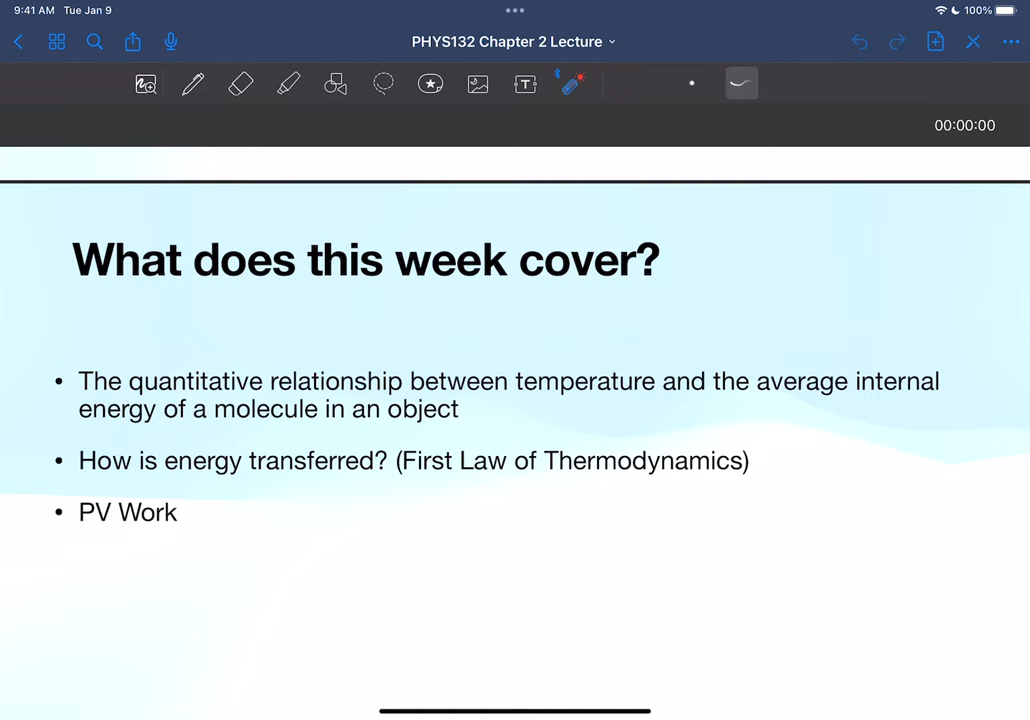 9:41 AM Tue Jan 9
100%
PHYS132 Chapter 2 Lecture
T
00:00:00
What does this week cover?
• The quantitative relationship between temperature and the average internal
energy of a molecule in an object
• How is energy transferred? (First Law of Thermodynamics)
• PV Work